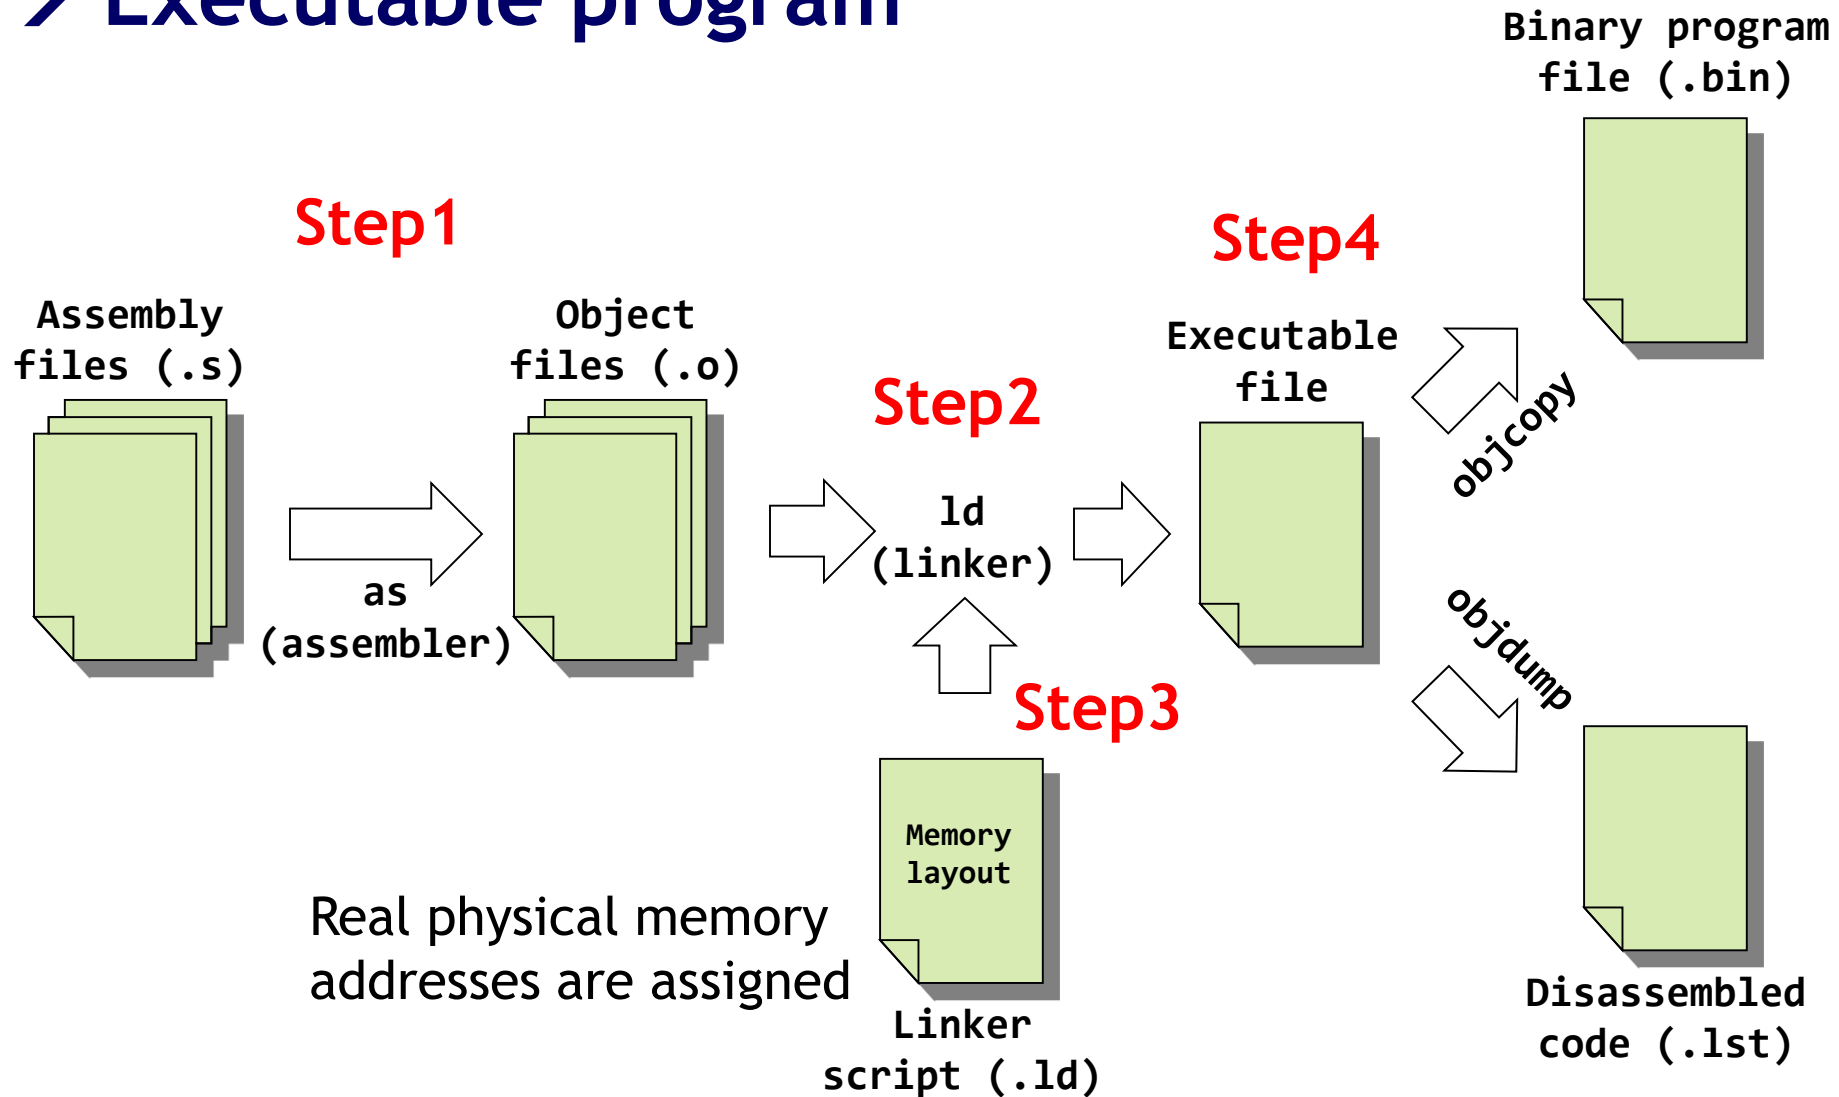 → Executable program
Binary program
file (.bin)
Step1
Step4
Assembly
files (.s)
Object
files (.o)
Executable
file
Step2
objcopy
ld
(linker)
as
(assembler)
objdump
Step3
Memory
layout
Real physical memory
addresses are assigned
Linker
script (.ld)
Disassembled
code (.lst)